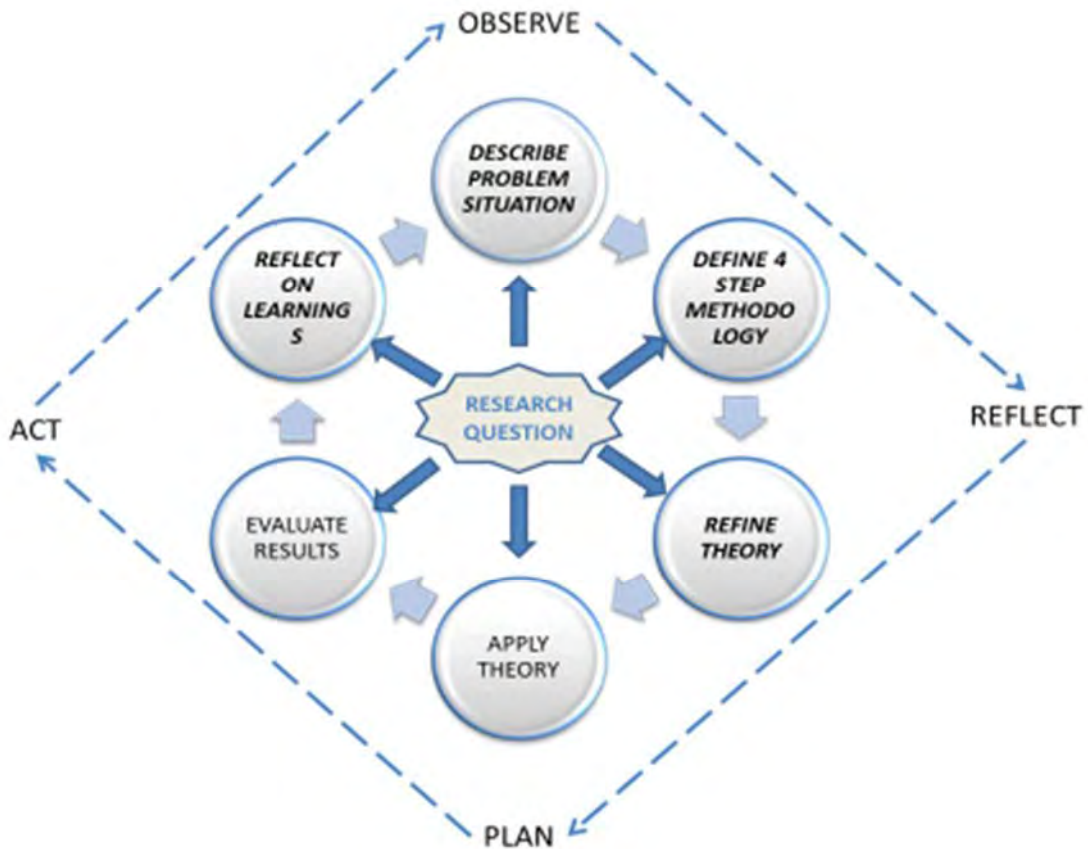 OBSERVE
DESCRIBE
PROBLEM
SITUATION
REFLECT
ON
LEARNING
S
DEFINE 4
STEP
METHODO
LOGY
RESEARCH
QUESTION
ACT
REFLECT
EVALUATE
RESULTS
REFINE
THEORY
APPLY
THEORY
PLAN